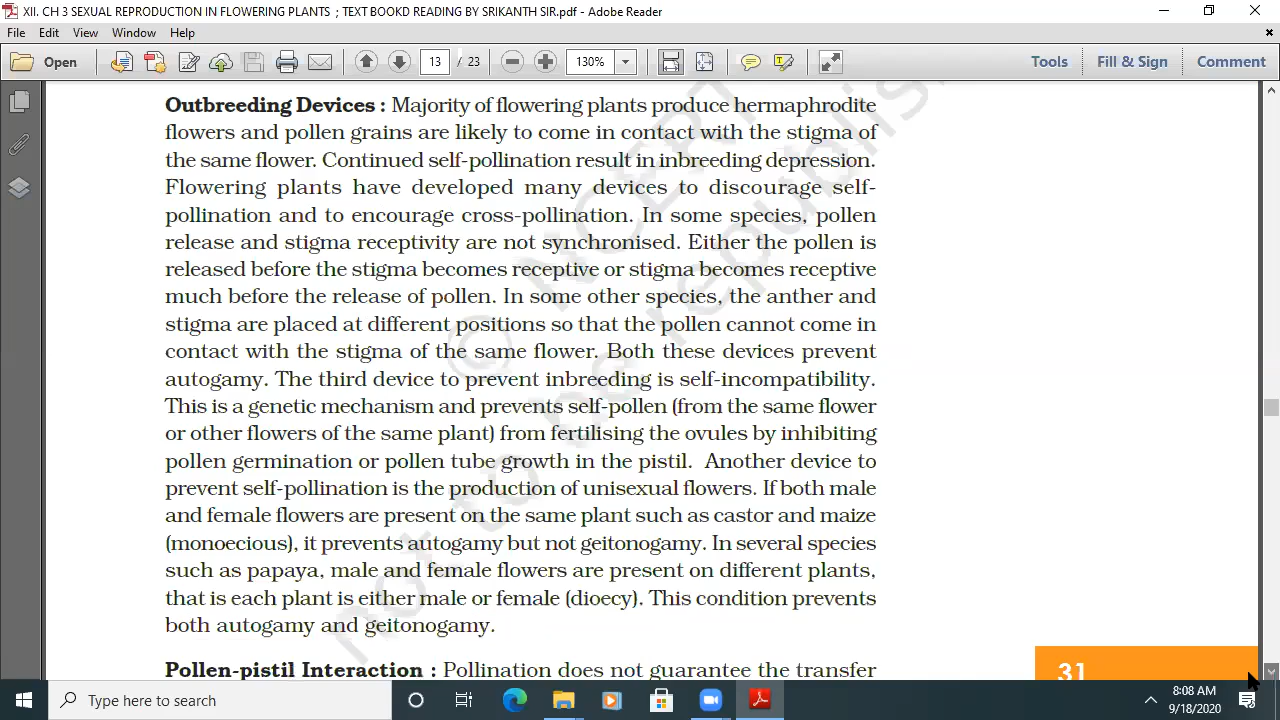 XII. CH 3 SEXUAL REPRODUCTION IN FLOWERING PLANTS ; TEXT BOOKD READING BY SRIKANTH SIR.pdf - Adobe Reader
File Edit View Window Help
Open 13 / 23 130% Tools Fill & Sign Comment
Outbreeding Devices : Majority of flowering plants produce hermaphrodite
flowers and pollen grains are likely to come in contact with the stigma of
the same flower. Continued self-pollination result in inbreeding depression.
Flowering plants have developed many devices to discourage self-
pollination and to encourage cross-pollination. In some species, pollen
release and stigma receptivity are not synchronised. Either the pollen is
released before the stigma becomes receptive or stigma becomes receptive
much before the release of pollen. In some other species, the anther and
stigma are placed at different positions so that the pollen cannot come in
contact with the stigma of the same flower. Both these devices prevent
autogamy. The third device to prevent inbreeding is self-incompatibility.
This is a genetic mechanism and prevents self-pollen (from the same flower
or other flowers of the same plant) from fertilising the ovules by inhibiting
pollen germination or pollen tube growth in the pistil. Another device to
prevent self-pollination is the production of unisexual flowers. If both male
and female flowers are present on the same plant such as castor and maize
(monoecious), it prevents autogamy but not geitonogamy. In several species
such as papaya, male and female flowers are present on different plants,
that is each plant is either male or female (dioecy). This condition prevents
both autogamy and geitonogamy.
Pollen-pistil Interaction : Pollination does not guarantee the transfer
31
© NCERT
not to be republish
Type here to search
8:08 AM
9/18/2020